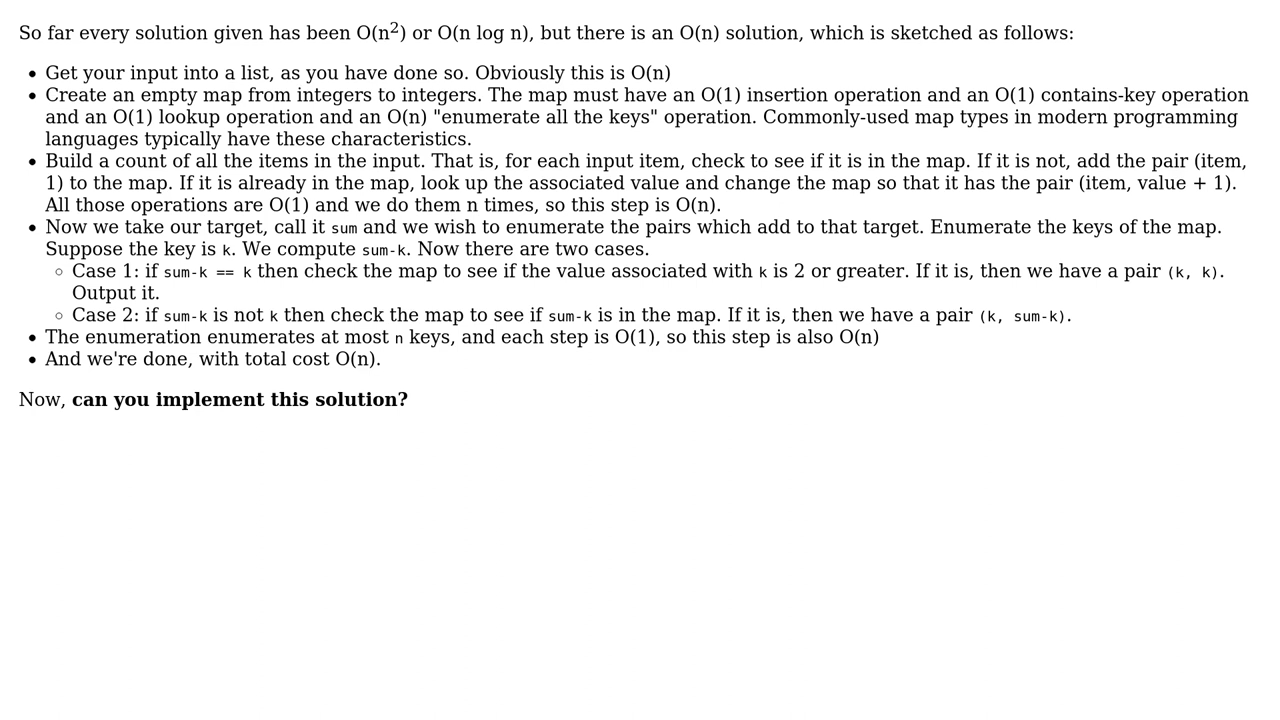 So far every solution given has been O(n2) or O(n log n), but there is an O(n) solution, which is sketched as follows:
• Get your input into a list, as you have done so. Obviously this is O(n)
• Create an empty map from integers to integers. The map must have an O(1) insertion operation and an O(1) contains-key operation
and an O(1) lookup operation and an O(n) "enumerate all the keys" operation. Commonly-used map types in modern programming
languages typically have these characteristics.
• Build a count of all the items in the input. That is, for each input item, check to see if it is in the map. If it is not, add the pair (item,
1) to the map. If it is already in the map, look up the associated value and change the map so that it has the pair (item, value + 1).
All those operations are O(1) and we do them n times, so this step is O(n).
• Now we take our target, call it sum and we wish to enumerate the pairs which add to that target. Enumerate the keys of the map.
Suppose the key is k. We compute sum-k. Now there are two cases.
◦ Case 1: if sum-k == k then check the map to see if the value associated with k is 2 or greater. If it is, then we have a pair (k, k).
Output it.
◦ Case 2: if sum-k is not k then check the map to see if sum-k is in the map. If it is, then we have a pair (k, sum-k).
• The enumeration enumerates at most n keys, and each step is O(1), so this step is also O(n)
• And we're done, with total cost O(n).
Now, can you implement this solution?